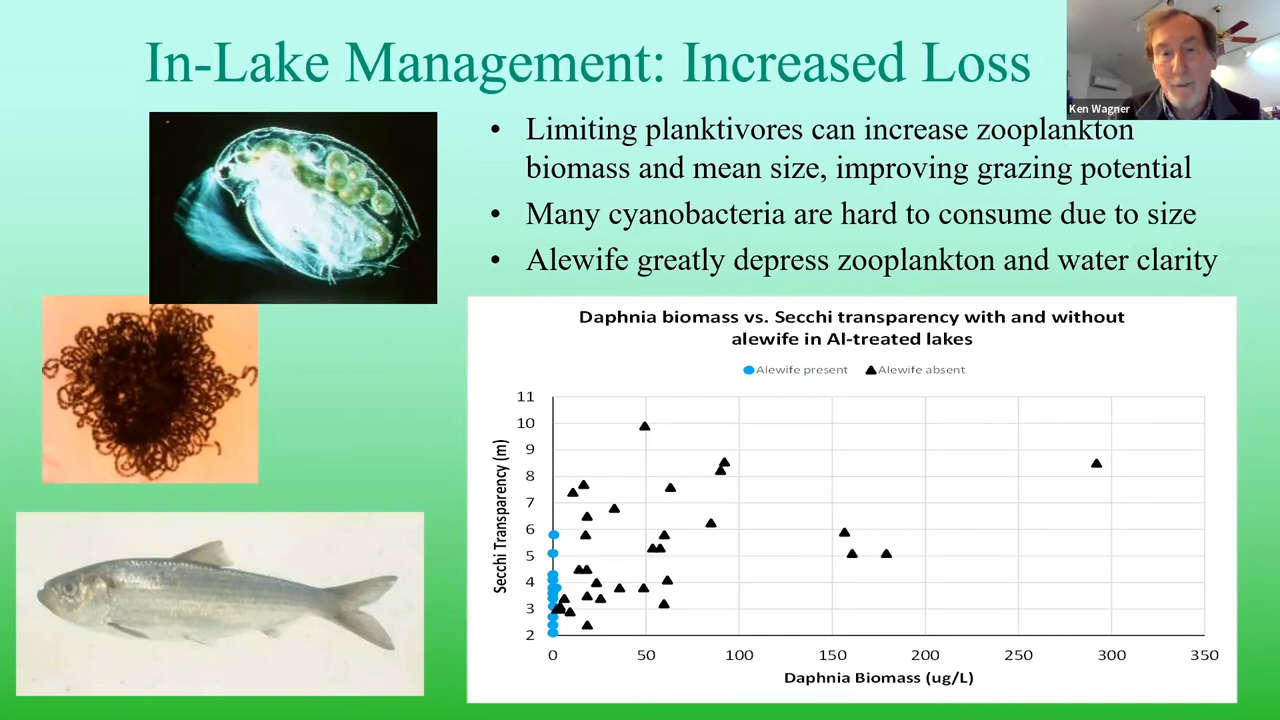 In-Lake Management: Increased Loss
Ken Wagner
• Limiting planktivores can increase zooplankton
biomass and mean size, improving grazing potential
• Many cyanobacteria are hard to consume due to size
• Alewife greatly depress zooplankton and water clarity
Daphnia biomass vs. Secchi transparency with and without
alewife in Al-treated lakes
Alewife present Alewife absent
Secchi Transparency (m)
11
10
9
8
7
6
5
4
3
2
0 50 100 150 200 250 300 350
Daphnia Biomass (ug/L)